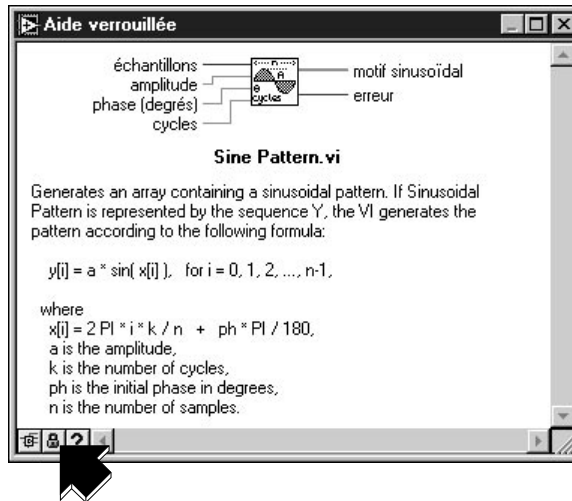 Aide verrouillée
échantillons
amplitude
phase (degrés)
cycles
n
A
cycles
motif sinusoïdal
erreur
Sine Pattern.vi
Generates an array containing a sinusoidal pattern. If Sinusoidal
Pattern is represented by the sequence Y, the VI generates the
pattern according to the following formula:
y[i] = a * sin( x[i] ), for i = 0, 1, 2, ..., n-1,
where
x[i] = 2 PI * i * k / n + ph * PI / 180,
a is the amplitude,
k is the number of cycles,
ph is the initial phase in degrees,
n is the number of samples.
?